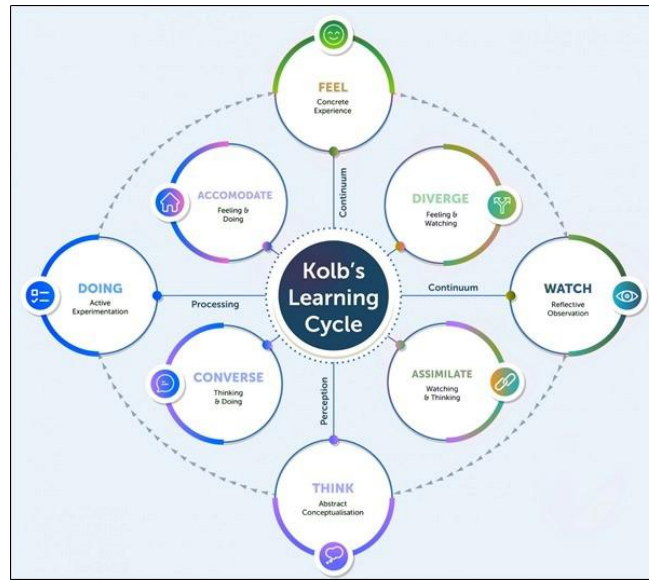 FEEL
Concrete
Experience
ACCOMODATE
Feeling &
Doing
Continuum
DIVERGE
Feeling &
Watching
DOING
Active
Experimentation
Processing
Kolb's
Learning
Cycle
Continuum
WATCH
Reflective
Observation
CONVERSE
Thinking
& Doing
Perception
ASSIMILATE
Watching
& Thinking
THINK
Abstract
Conceptualisation